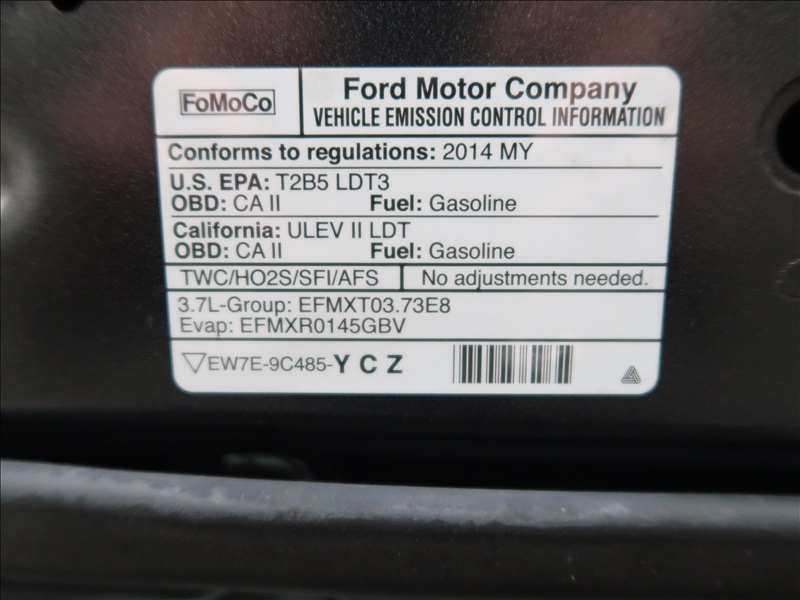 FoMoCo
Ford Motor Company
VEHICLE EMISSION CONTROL INFORMATION
Conforms to regulations: 2014 MY
U.S. EPA: T2B5 LDT3
OBD: CA II Fuel: Gasoline
California: ULEV II LDT
OBD: CA II Fuel: Gasoline
TWC/HO2S/SFI/AFS No adjustments needed.
3.7L-Group: EFMXT03.73E8
Evap: EFMXR0145GBV
EW7E-9C485-Y C Z